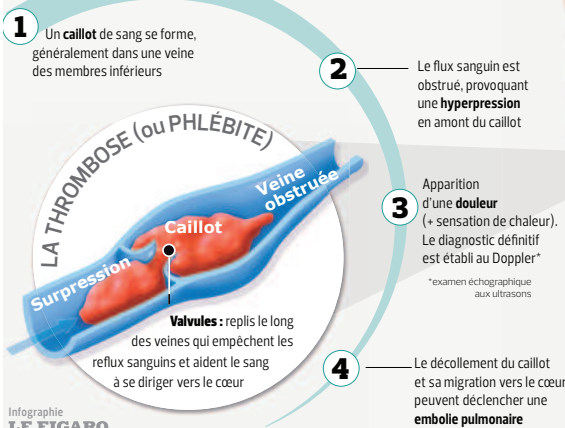 1
Un caillot de sang se forme,
généralement dans une veine
des membres inférieurs
2
Le flux sanguin est
obstrué, provoquant
une hyperpression
en amont du caillot
LA THROMBOSE (ou PHLÉBITE)
Veine
obstruée
Caillot
Surpression
Valvules : replis le long
des veines qui empêchent les
reflux sanguins et aident le sang
à se diriger vers le cœur
3
Apparition
d'une douleur
(+ sensation de chaleur).
Le diagnostic définitif
est établi au Doppler*
*examen échographique
aux ultrasons
4
Le décollement du caillot
et sa migration vers le cœur
peuvent déclencher une
embolie pulmonaire
Infographie
LE FIGARO